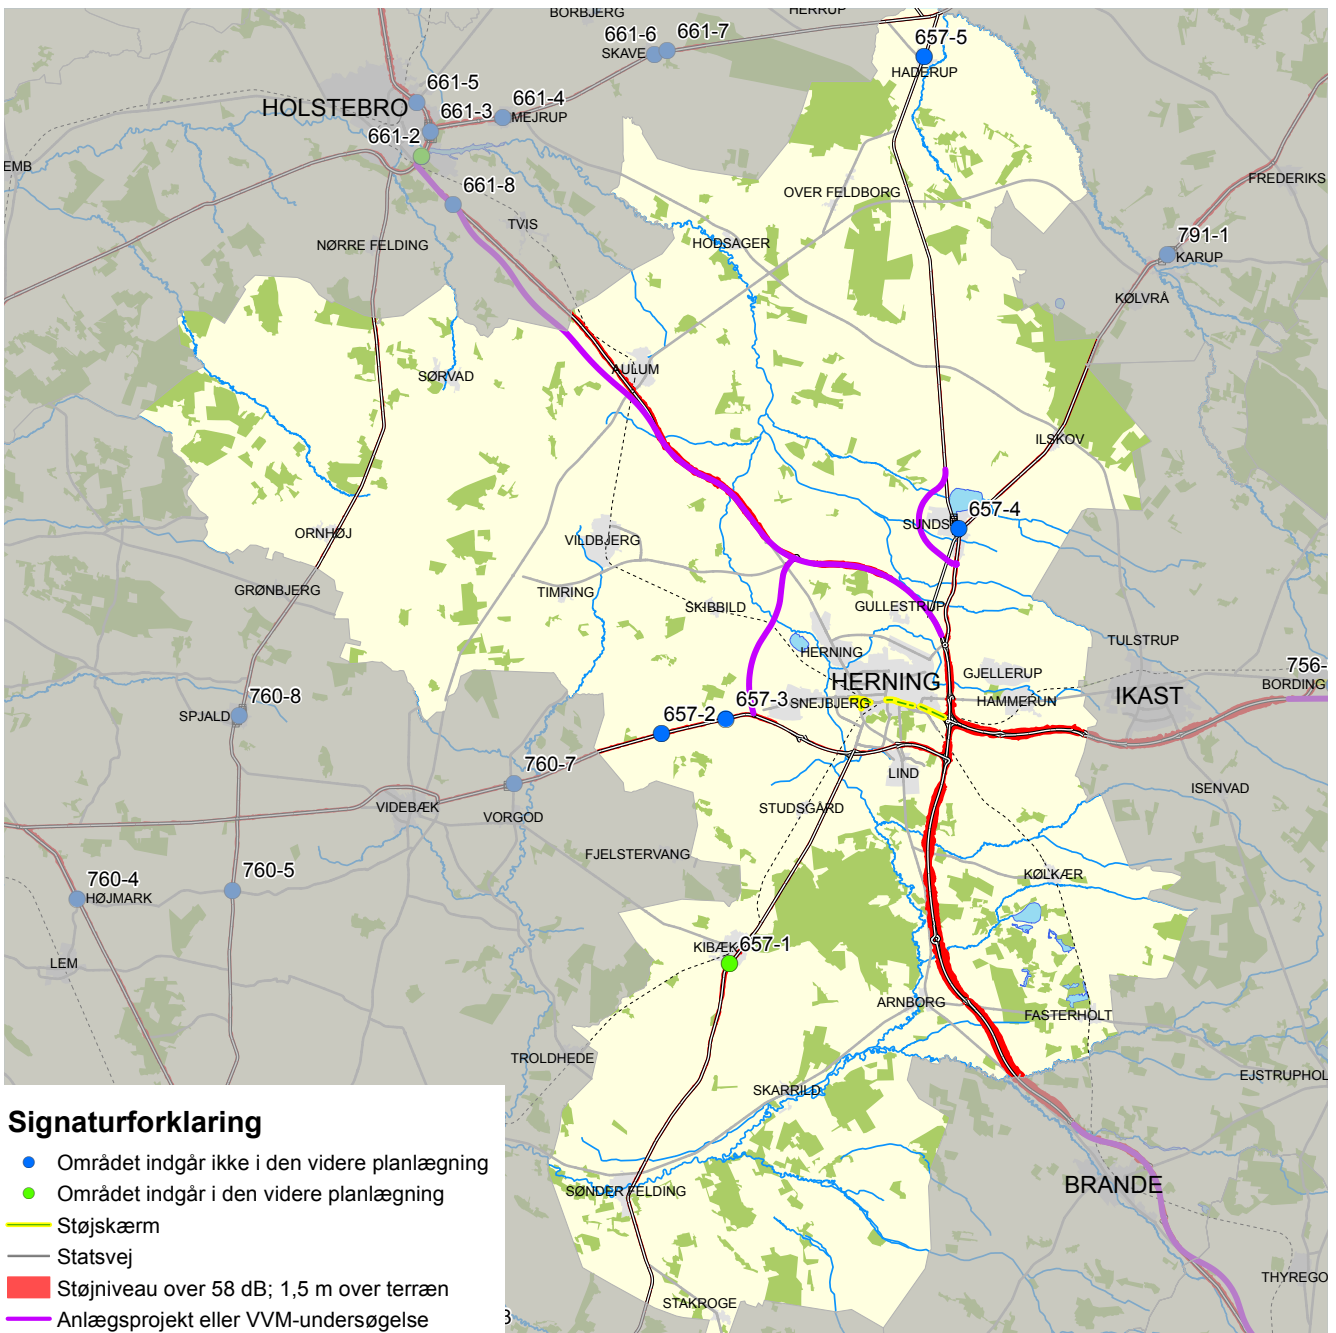 BORBJERG
HERRUP
661-6
661-7
SKAVE
657-5
HADERUP
661-5
HOLSTEBRO
661-3
661-4
MEJRUP
661-2
EMB
661-8
OVER FELDBORG
FREDERIKS
TVIS
NØRRE FELDING
HODSAGER
791-1
KARUP
KØLVRÅ
SØRVAD
AULUM
ILSKOV
657-4
SUNDS
ORNHØJ
VILDBJERG
GRØNBJERG
TIMRING
SKIBBILD
GULLESTRUP
TULSTRUP
HERNING
HERNING
GJELLERUP
756-
BORDING
IKAST
HAMMERUN
657-3
SNEJBJERG
760-8
SPJALD
657-2
760-7
LIND
ISENVAD
VIDEBÆK
VORGOD
STUDSGÅRD
FJELSTERVANG
KØLKÆR
760-4
HØJMARK
760-5
KIBÆK
657-1
LEM
ARNBORG
FASTERHOLT
TROLDHEDE
SKARRILD
EJSTRUPHOL
BRANDE
SØNDER FELDING
THYREGO
STAKROGE
Signaturforklaring
Området indgår ikke i den videre planlægning
Området indgår i den videre planlægning
Støjskærm
Statsvej
Støjniveau over 58 dB; 1,5 m over terræn
Anlægsprojekt eller VVM-undersøgelse